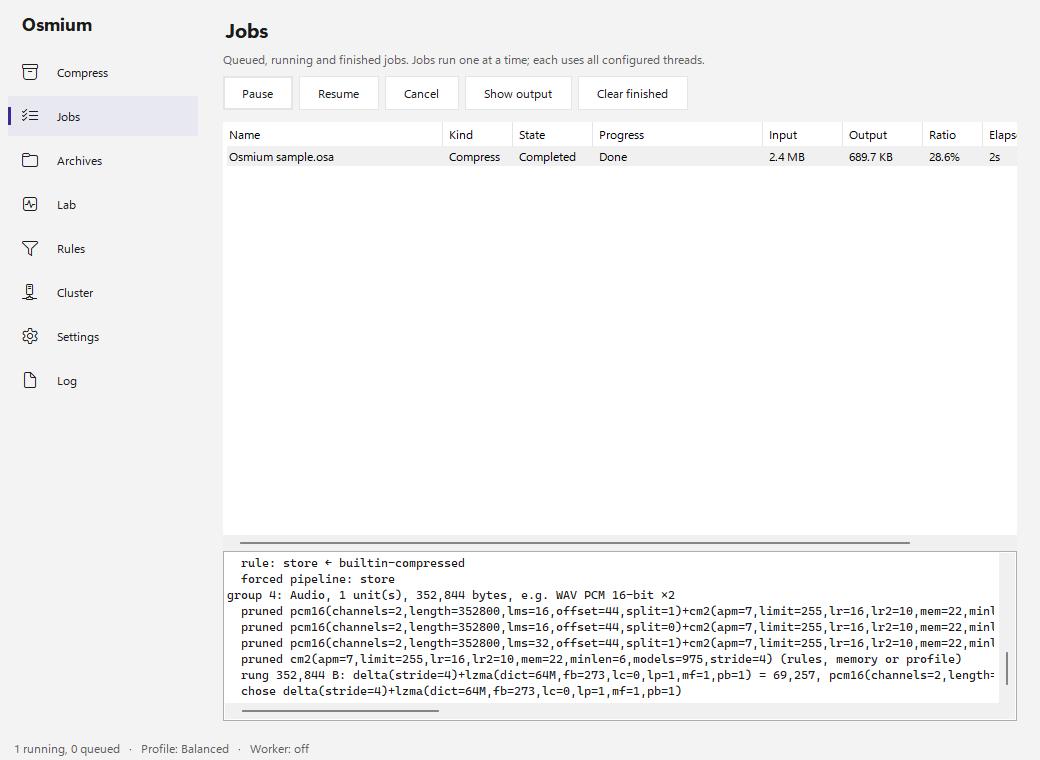 Osmium
Compress
Jobs
Archives
Lab
Rules
Cluster
Settings
Log
Jobs
Queued, running and finished jobs. Jobs run one at a time; each uses all configured threads.
Pause Resume Cancel Show output Clear finished
Name Kind State Progress Input Output Ratio Elaps
Osmium sample.osa Compress Completed Done 2.4 MB 689.7 KB 28.6% 2s
rule: store ← builtin-compressed
forced pipeline: store
group 4: Audio, 1 unit(s), 352,844 bytes, e.g. WAV PCM 16-bit ×2
pruned pcm16(channels=2,length=352800,lms=16,offset=44,split=1)+cm2(apm=7,limit=255,lr=16,lr2=10,mem=22,minl
pruned pcm16(channels=2,length=352800,lms=16,offset=44,split=0)+cm2(apm=7,limit=255,lr=16,lr2=10,mem=22,minl
pruned pcm16(channels=2,length=352800,lms=32,offset=44,split=1)+cm2(apm=7,limit=255,lr=16,lr2=10,mem=22,minl
pruned cm2(apm=7,limit=255,lr=16,lr2=10,mem=22,minlen=6,models=975,stride=4) (rules, memory or profile)
rung 352,844 B: delta(stride=4)+lzma(dict=64M,fb=273,lc=0,lp=1,mf=1,pb=1) = 69,257, pcm16(channels=2,length=
chose delta(stride=4)+lzma(dict=64M,fb=273,lc=0,lp=1,mf=1,pb=1)
1 running, 0 queued · Profile: Balanced · Worker: off